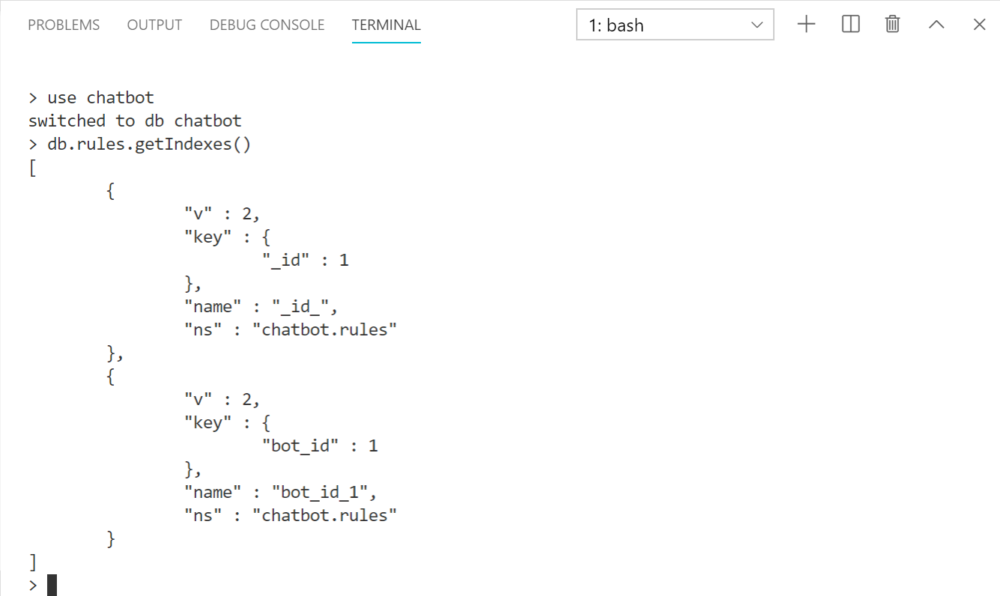 PROBLEMS OUTPUT DEBUG CONSOLE TERMINAL 1: bash
> use chatbot
switched to db chatbot
> db.rules.getIndexes()
[
        {
                "v" : 2,
                "key" : {
                        "_id" : 1
                },
                "name" : "_id_",
                "ns" : "chatbot.rules"
        },
        {
                "v" : 2,
                "key" : {
                        "bot_id" : 1
                },
                "name" : "bot_id_1",
                "ns" : "chatbot.rules"
        }
]
>